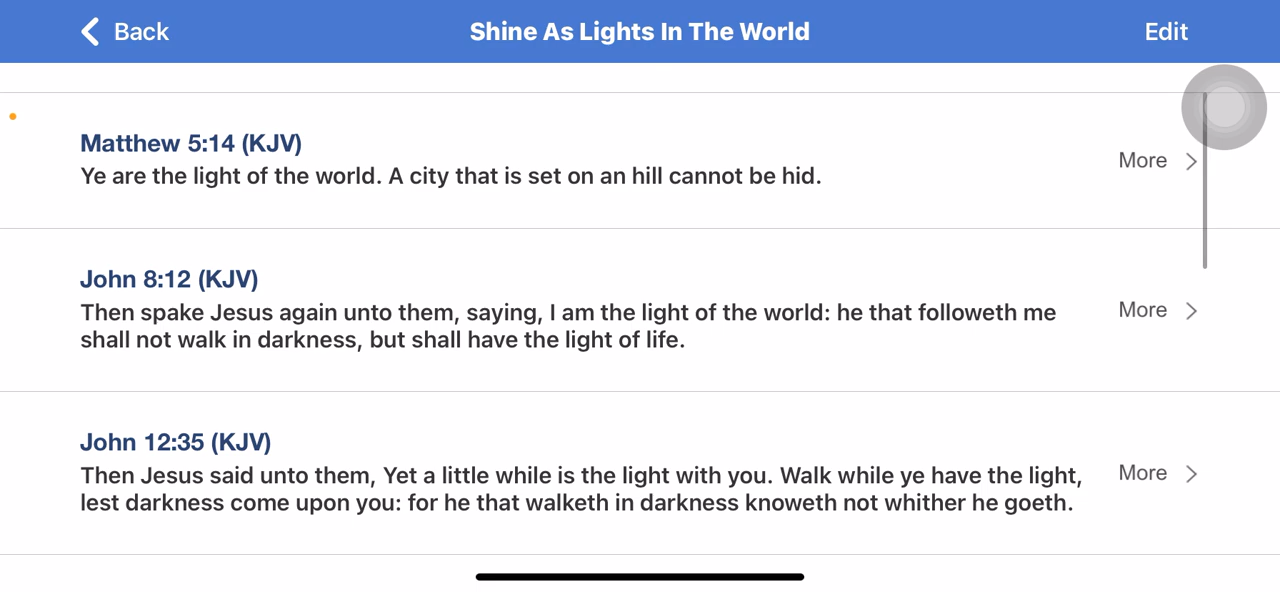 Back
Shine As Lights In The World
Edit
Matthew 5:14 (KJV)
Ye are the light of the world. A city that is set on an hill cannot be hid.
More
John 8:12 (KJV)
Then spake Jesus again unto them, saying, I am the light of the world: he that followeth me
shall not walk in darkness, but shall have the light of life.
More
John 12:35 (KJV)
Then Jesus said unto them, Yet a little while is the light with you. Walk while ye have the light,
lest darkness come upon you: for he that walketh in darkness knoweth not whither he goeth.
More